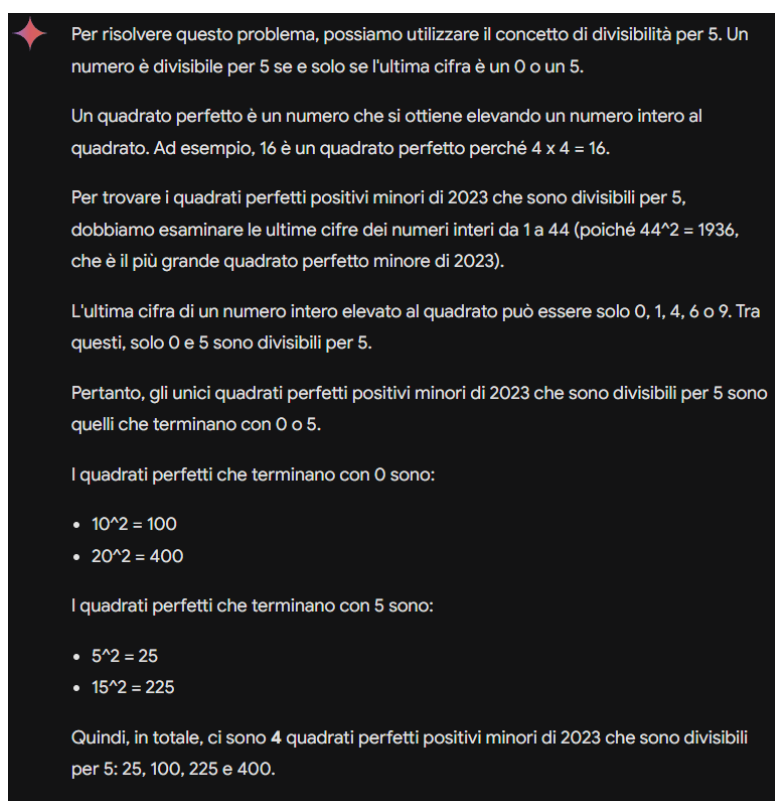 Per risolvere questo problema, possiamo utilizzare il concetto di divisibilità per 5. Un
numero è divisibile per 5 se e solo se l'ultima cifra è un 0 o un 5.
Un quadrato perfetto è un numero che si ottiene elevando un numero intero al
quadrato. Ad esempio, 16 è un quadrato perfetto perché 4 x 4 = 16.
Per trovare i quadrati perfetti positivi minori di 2023 che sono divisibili per 5,
dobbiamo esaminare le ultime cifre dei numeri interi da 1 a 44 (poiché 44^2 = 1936,
che è il più grande quadrato perfetto minore di 2023).
L'ultima cifra di un numero intero elevato al quadrato può essere solo 0, 1, 4, 6 o 9. Tra
questi, solo 0 e 5 sono divisibili per 5.
Pertanto, gli unici quadrati perfetti positivi minori di 2023 che sono divisibili per 5 sono
quelli che terminano con 0 o 5.
I quadrati perfetti che terminano con 0 sono:
• 10^2 = 100
• 20^2 = 400
I quadrati perfetti che terminano con 5 sono:
• 5^2 = 25
• 15^2 = 225
Quindi, in totale, ci sono 4 quadrati perfetti positivi minori di 2023 che sono divisibili
per 5: 25, 100, 225 e 400.